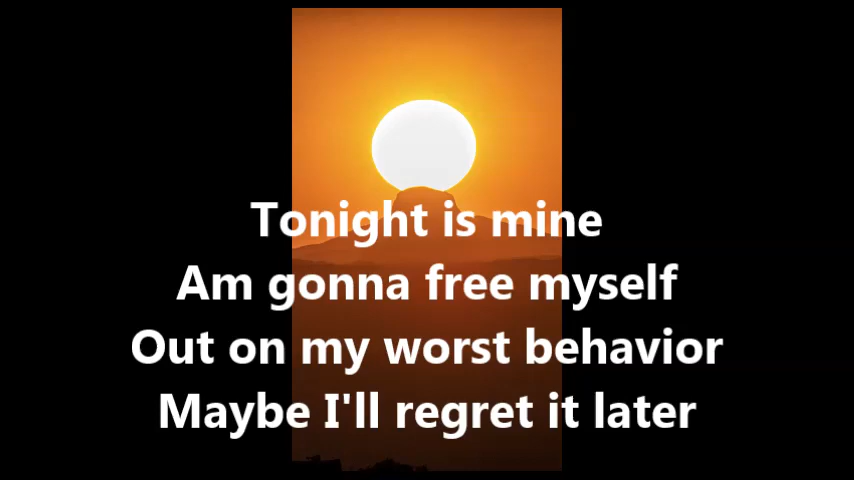 Tonight is mine
Am gonna free myself
Out on my worst behavior
Maybe I'll regret it later